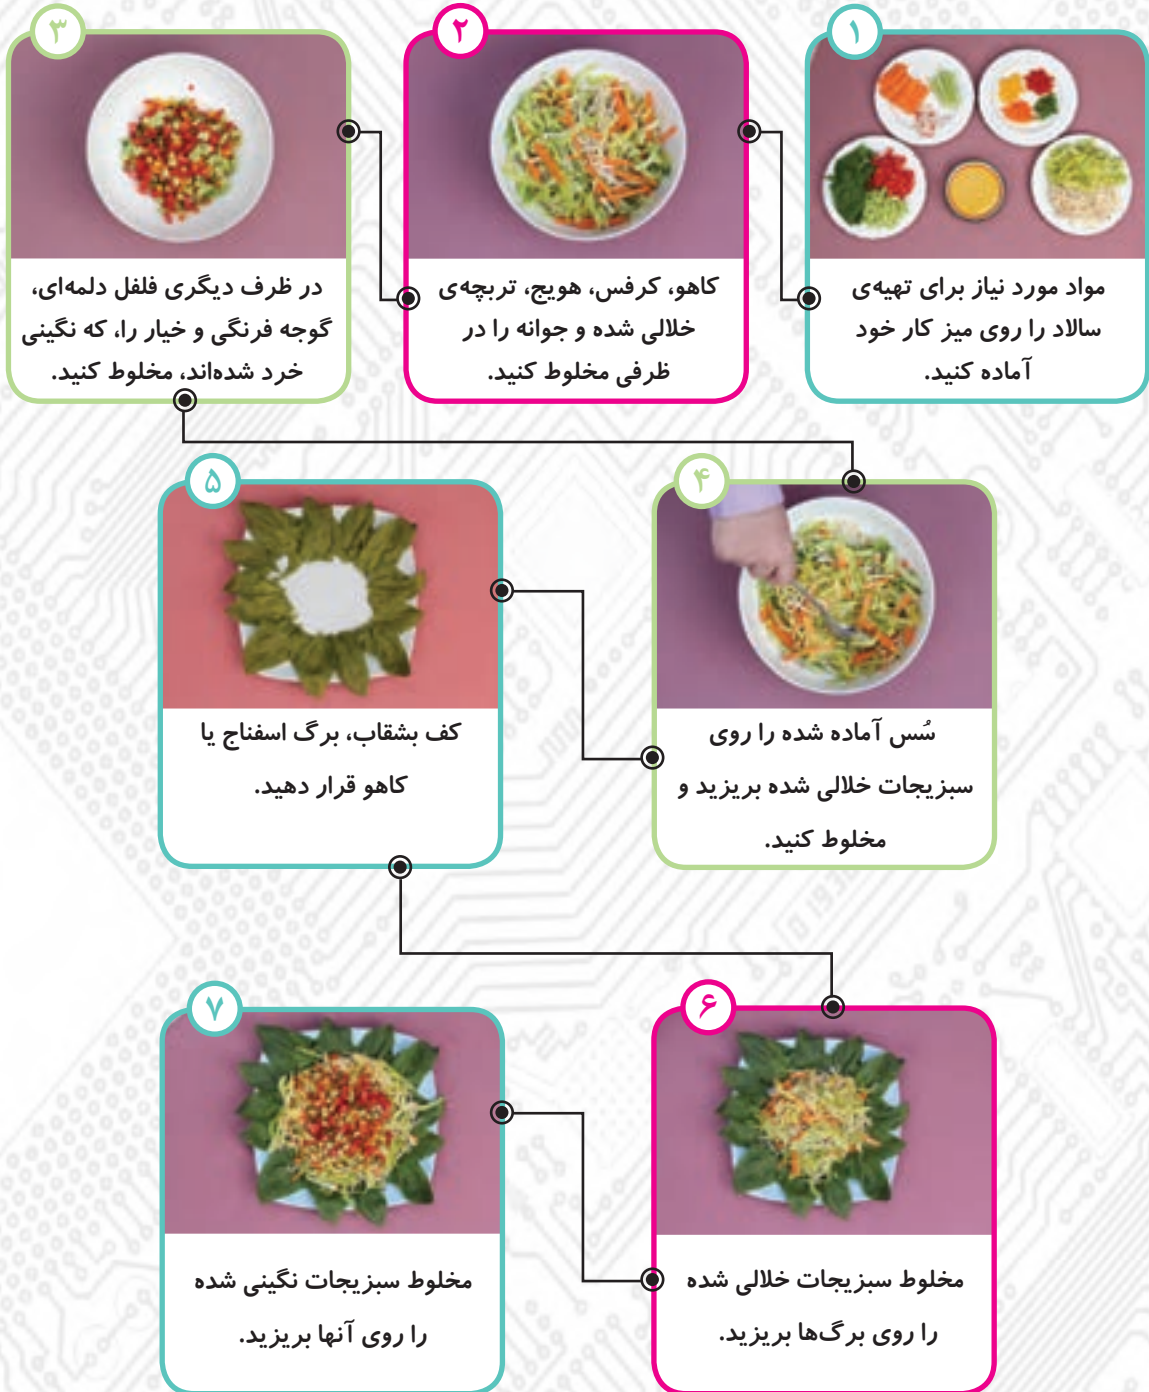 ۱
مواد مورد نیاز برای تهیه‌ی
سالاد را روی میز کار خود
آماده کنید.
۲
کاهو، کرفس، هویج، تربچه‌ی
خلالی شده و جوانه را در
ظرفی مخلوط کنید.
۳
در ظرف دیگری فلفل دلمه‌ای،
گوجه فرنگی و خیار را، که نگینی
خرد شده‌اند، مخلوط کنید.
۴
سُس آماده شده را روی
سبزیجات خلالی شده بریزید و
مخلوط کنید.
۵
کف بشقاب، برگ اسفناج یا
کاهو قرار دهید.
۶
مخلوط سبزیجات خلالی شده
را روی برگ‌ها بریزید.
۷
مخلوط سبزیجات نگینی شده
را روی آنها بریزید.